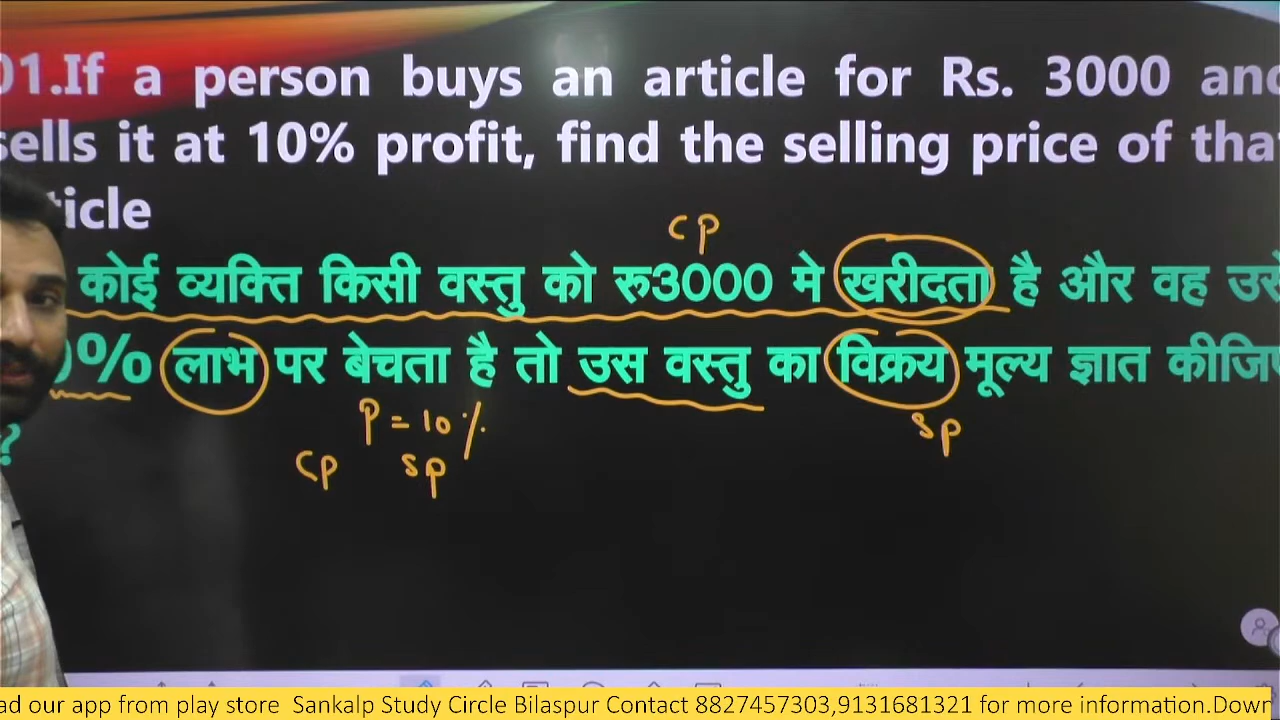 01.If a person buys an article for Rs. 3000 and
sells it at 10% profit, find the selling price of tha
ticle
CP
कोई व्यक्ति किसी वस्तु को रू3000 मे खरीदता है और वह उसे
0% लाभ पर बेचता है तो उस वस्तु का विक्रय मूल्य ज्ञात कीजिए
?
P = 10%
SP
CP SP
ad our app from play store Sankalp Study Circle Bilaspur Contact 8827457303,9131681321 for more information.Down